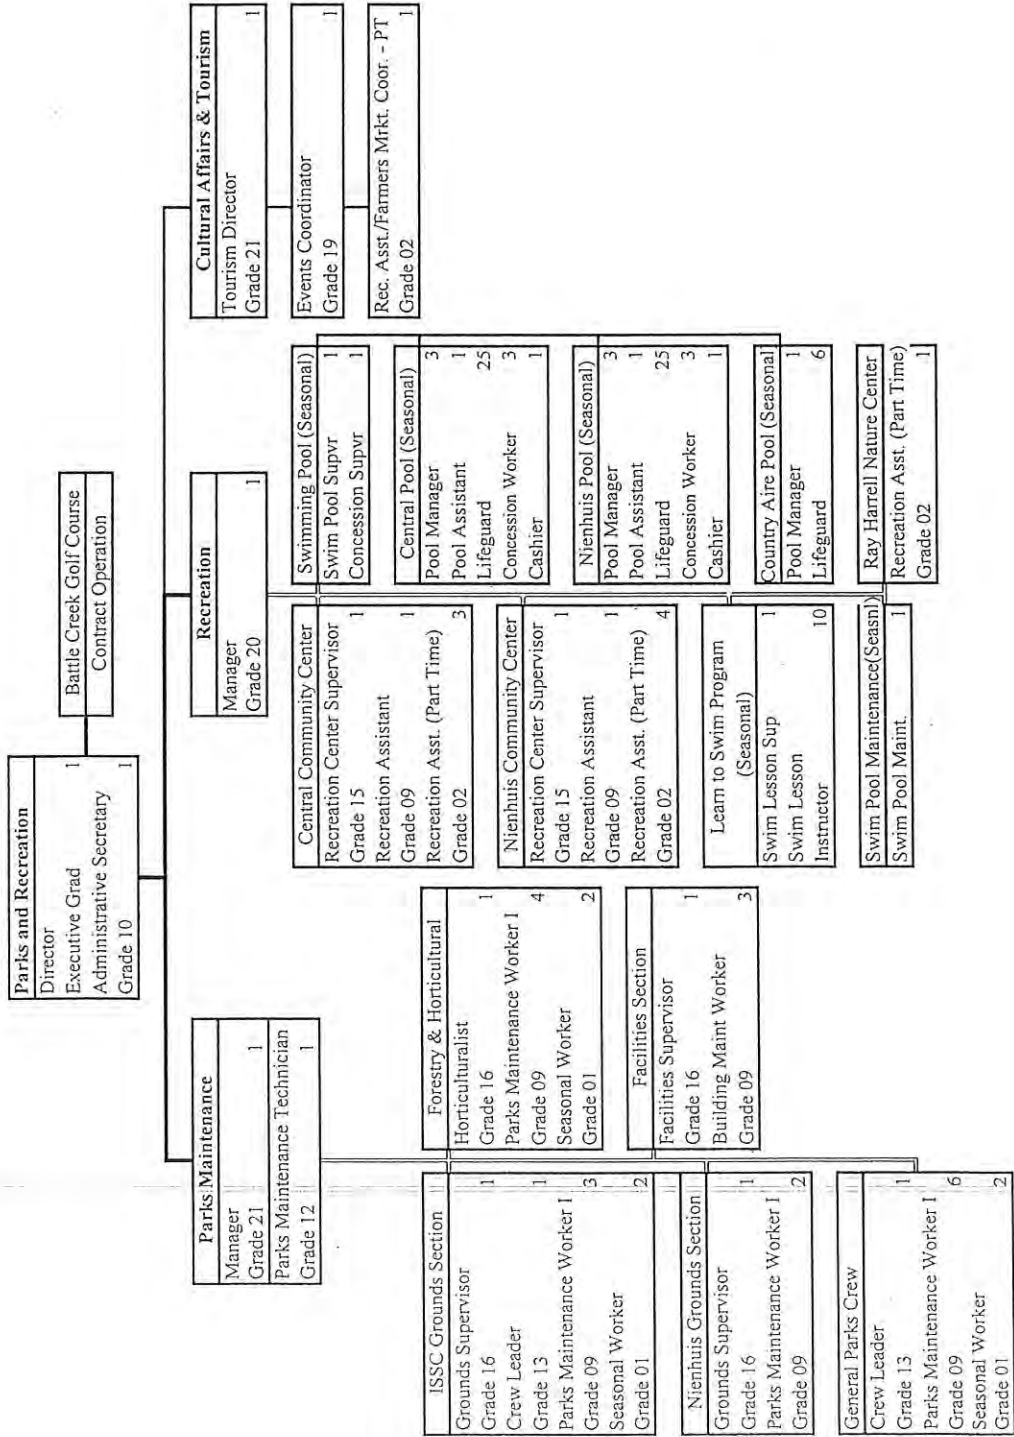 Parks and Recreation
Director
Executive Grad 1
Administrative Secretary
Grade 10 1
Battle Creek Golf Course
Contract Operation
Parks Maintenance
Manager
Grade 21 1
Parks Maintenance Technician
Grade 12 1
Recreation
Manager
Grade 20 1
Cultural Affairs & Tourism
Tourism Director
Grade 21 1
Events Coordinator
Grade 19 1
Rec. Asst./Farmers Mrkt. Coor. - PT
Grade 02 1
ISSC Grounds Section
Grounds Supervisor
Grade 16 1
Crew Leader
Grade 13 1
Parks Maintenance Worker I
Grade 09 3
Seasonal Worker
Grade 01 2
Nienhuis Grounds Section
Grounds Supervisor
Grade 16 1
Parks Maintenance Worker I
Grade 09 2
General Parks Crew
Crew Leader
Grade 13 1
Parks Maintenance Worker I
Grade 09 6
Seasonal Worker
Grade 01 2
Forestry & Horticultural
Horticulturalist
Grade 16 1
Parks Maintenance Worker I
Grade 09 4
Seasonal Worker
Grade 01 2
Facilities Section
Facilities Supervisor
Grade 16 1
Building Maint Worker
Grade 09 3
Central Community Center
Recreation Center Supervisor
Grade 15 1
Recreation Assistant
Grade 09 1
Recreation Asst. (Part Time)
Grade 02 3
Nienhuis Community Center
Recreation Center Supervisor
Grade 15 1
Recreation Assistant
Grade 09 1
Recreation Asst. (Part Time)
Grade 02 4
Learn to Swim Program
(Seasonal)
Swim Lesson Sup 1
Swim Lesson
Instructor 10
Swim Pool Maintenance(Seasnl)
Swim Pool Maint. 1
Swimming Pool (Seasonal)
Swim Pool Supvr 1
Concession Supvr 1
Central Pool (Seasonal)
Pool Manager 3
Pool Assistant 1
Lifeguard 25
Concession Worker 3
Cashier 1
Nienhuis Pool (Seasonal)
Pool Manager 3
Pool Assistant 1
Lifeguard 25
Concession Worker 3
Cashier 1
Country Aire Pool (Seasonal
Pool Manager 1
Lifeguard 6
Ray Harrell Nature Center
Recreation Asst. (Part Time)
Grade 02 1